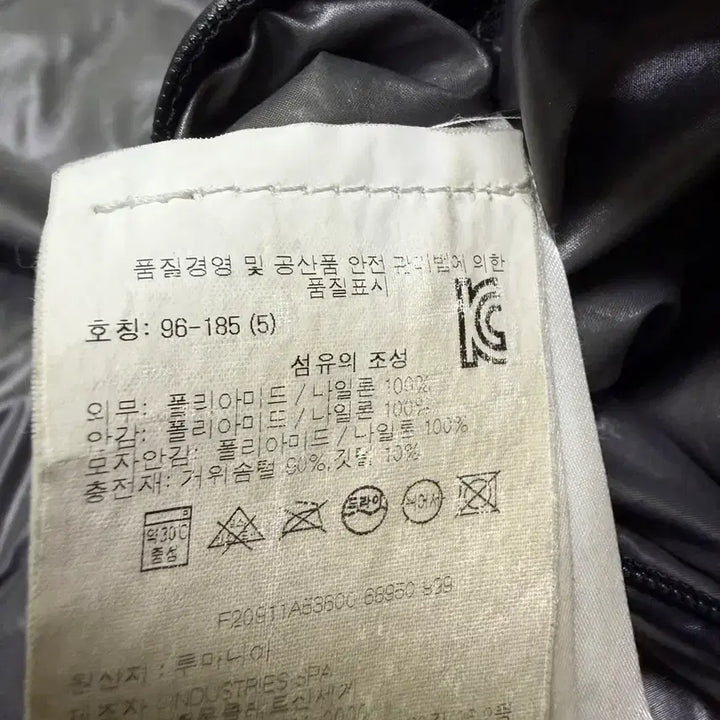 품질경영 및 공산품 안전 관리법에 의한
품질표시
호칭: 96-185 (5)
섬유의 조성
외무: 폴리아미드 / 나일론 100%
안감: 폴리아미드 / 나일론 100%
모자안감: 폴리아미드 / 나일론 100%
충전재: 거위솜털 90%, 깃털 10%
약30℃
중성
드라이
F20911A53600 68950 999
원산지 : 루마니아
제조자 INDUSTRIES SPA